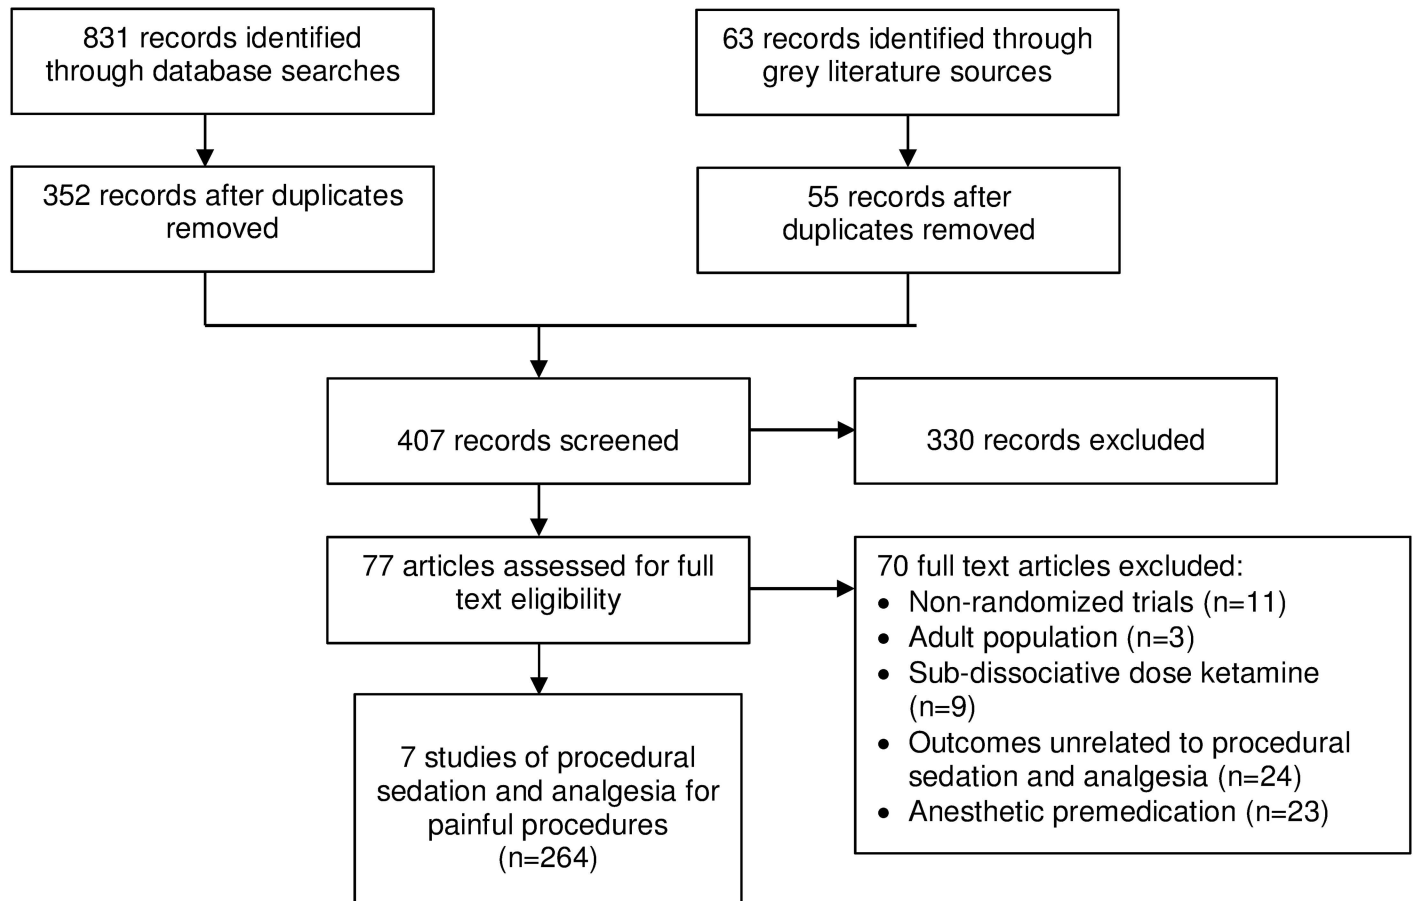 831 records identified
through database searches
63 records identified through
grey literature sources
352 records after duplicates
removed
55 records after
duplicates removed
407 records screened
330 records excluded
77 articles assessed for full
text eligibility
70 full text articles excluded:
• Non-randomized trials (n=11)
• Adult population (n=3)
• Sub-dissociative dose ketamine
(n=9)
• Outcomes unrelated to procedural
sedation and analgesia (n=24)
• Anesthetic premedication (n=23)
7 studies of procedural
sedation and analgesia for
painful procedures
(n=264)